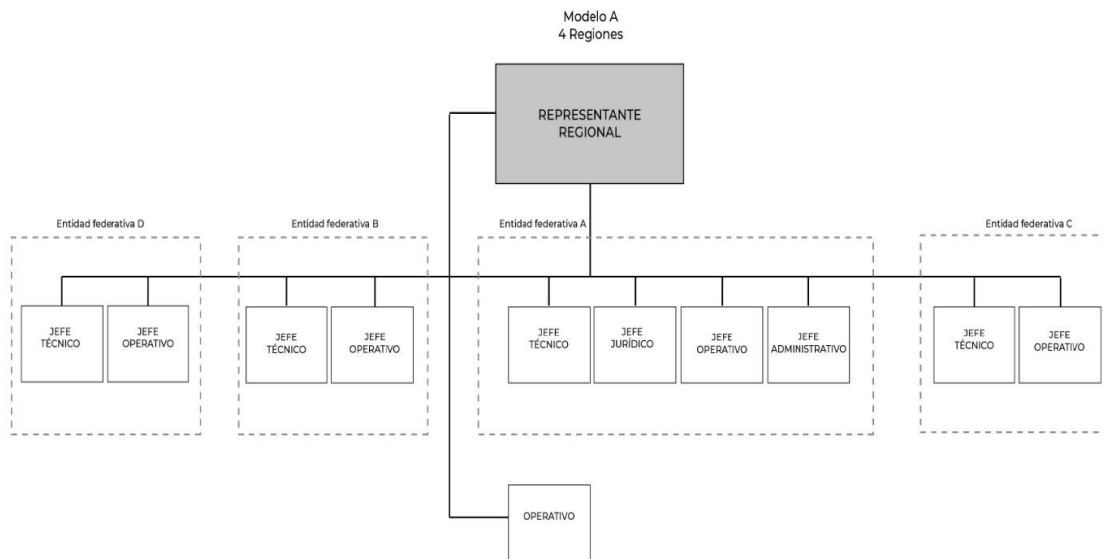 Modelo A
4 Regiones
REPRESENTANTE
REGIONAL
Entidad federativa D
Entidad federativa B
Entidad federativa A
Entidad federativa C
JEFE
TÉCNICO
JEFE
OPERATIVO
JEFE
TÉCNICO
JEFE
OPERATIVO
JEFE
TÉCNICO
JEFE
JURÍDICO
JEFE
OPERATIVO
JEFE
ADMINISTRATIVO
JEFE
TÉCNICO
JEFE
OPERATIVO
OPERATIVO